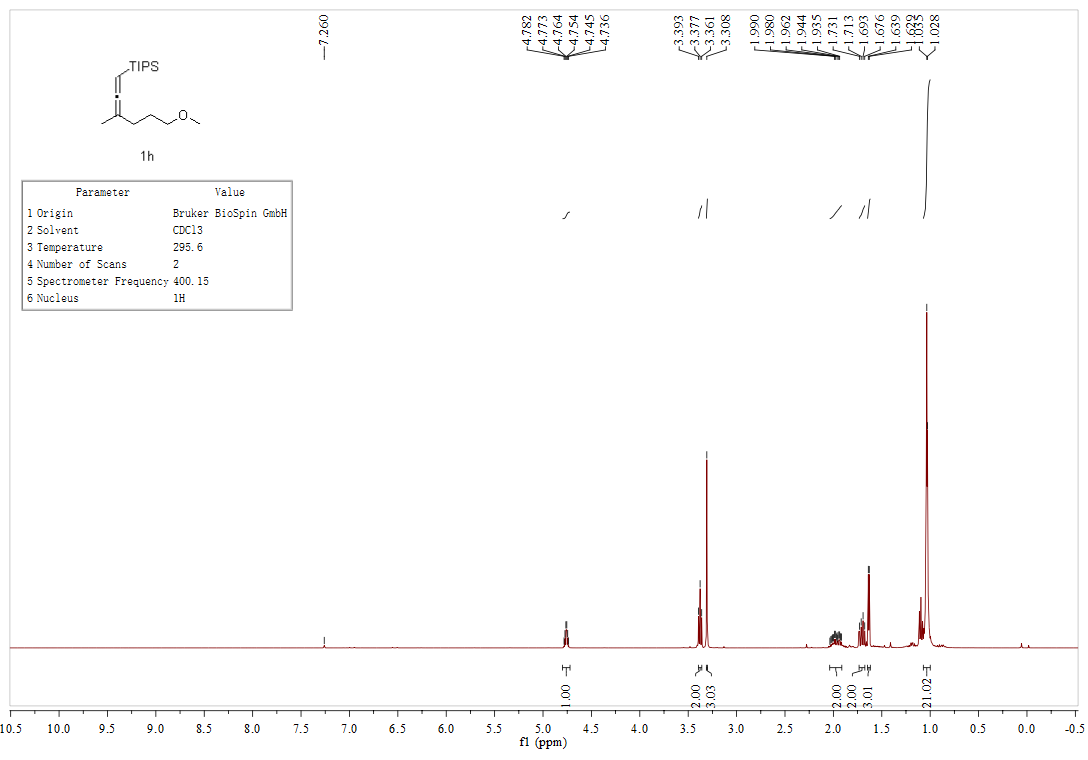 7.260
4.782
4.773
4.764
4.754
4.745
4.736
3.393
3.377
3.361
3.308
1.990
1.980
1.962
1.944
1.935
1.731
1.713
1.693
1.676
1.639
1.629
1.035
1.028
TIPS
O
1h
Parameter Value
1 Origin Bruker BioSpin GmbH
2 Solvent CDCl3
3 Temperature 295.6
4 Number of Scans 2
5 Spectrometer Frequency 400.15
6 Nucleus 1H
1.00
2.00
3.03
2.00
2.00
3.01
21.02
10.5 10.0 9.5 9.0 8.5 8.0 7.5 7.0 6.5 6.0 5.5 5.0 4.5 4.0 3.5 3.0 2.5 2.0 1.5 1.0 0.5 0.0 -0.5
f1 (ppm)